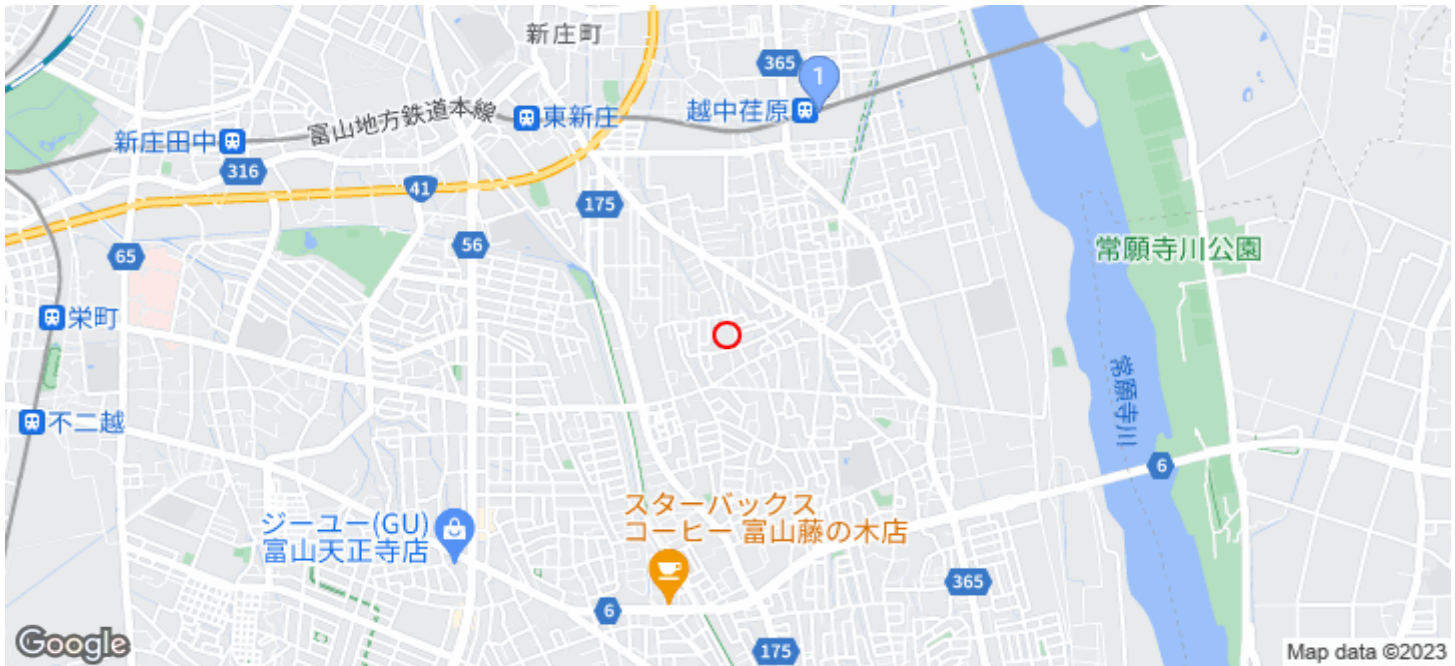 新庄町
365
1
越中荏原
東新庄
富山地方鉄道本線
新庄田中
316
41
175
56
65
常願寺川公園
栄町
常願寺川
不二越
6
スターバックス
コーヒー 富山藤の木店
ジーユー(GU)
富山天正寺店
365
6
175
Google
Map data ©2023